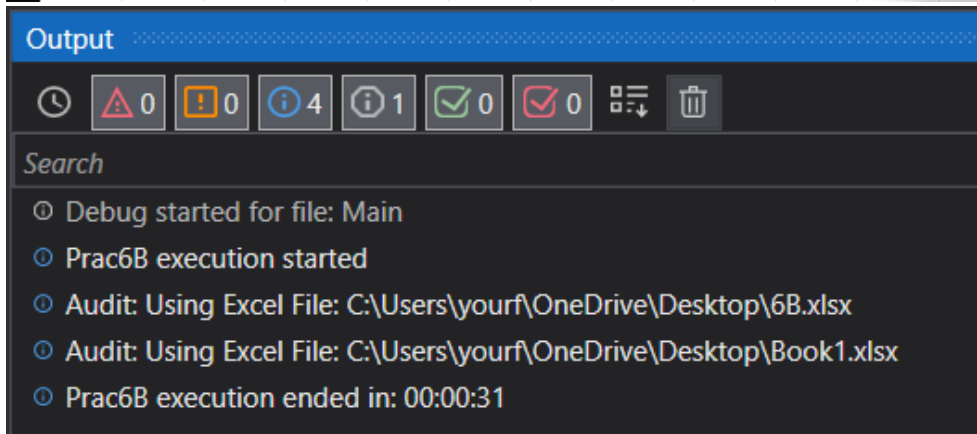 Output
0 0 4 1 0 0
Search
Debug started for file: Main
Prac6B execution started
Audit: Using Excel File: C:\Users\yourf\OneDrive\Desktop\6B.xlsx
Audit: Using Excel File: C:\Users\yourf\OneDrive\Desktop\Book1.xlsx
Prac6B execution ended in: 00:00:31